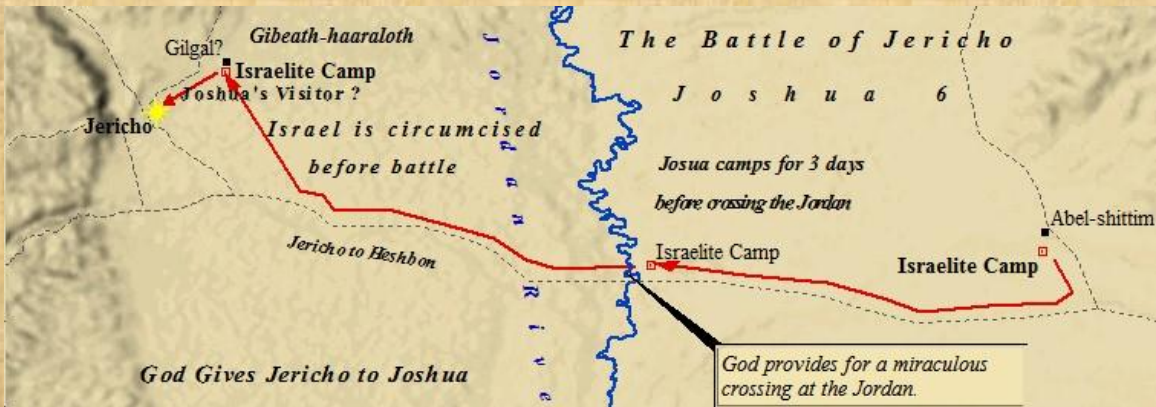 The Battle of Jericho
Joshua 6
Gibeath-haaraloth
Gilgal?
Israelite Camp
Joshua's Visitor ?
Jericho
Israel is circumcised
before battle
Jordan Rive
Josua camps for 3 days
before crossing the Jordan
Abel-shittim
Israelite Camp
Israelite Camp
Jericho to Heshbon
God provides for a miraculous
crossing at the Jordan.
God Gives Jericho to Joshua